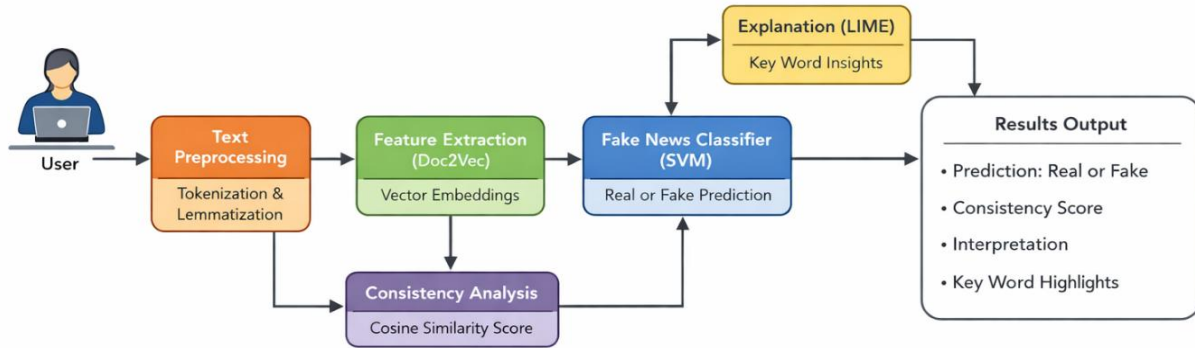 User
Text
Preprocessing
Tokenization &
Lemmatization
Feature Extraction
(Doc2Vec)
Vector Embeddings
Consistency Analysis
Cosine Similarity Score
Fake News Classifier
(SVM)
Real or Fake Prediction
Explanation (LIME)
Key Word Insights
Results Output
• Prediction: Real or Fake
• Consistency Score
• Interpretation
• Key Word Highlights